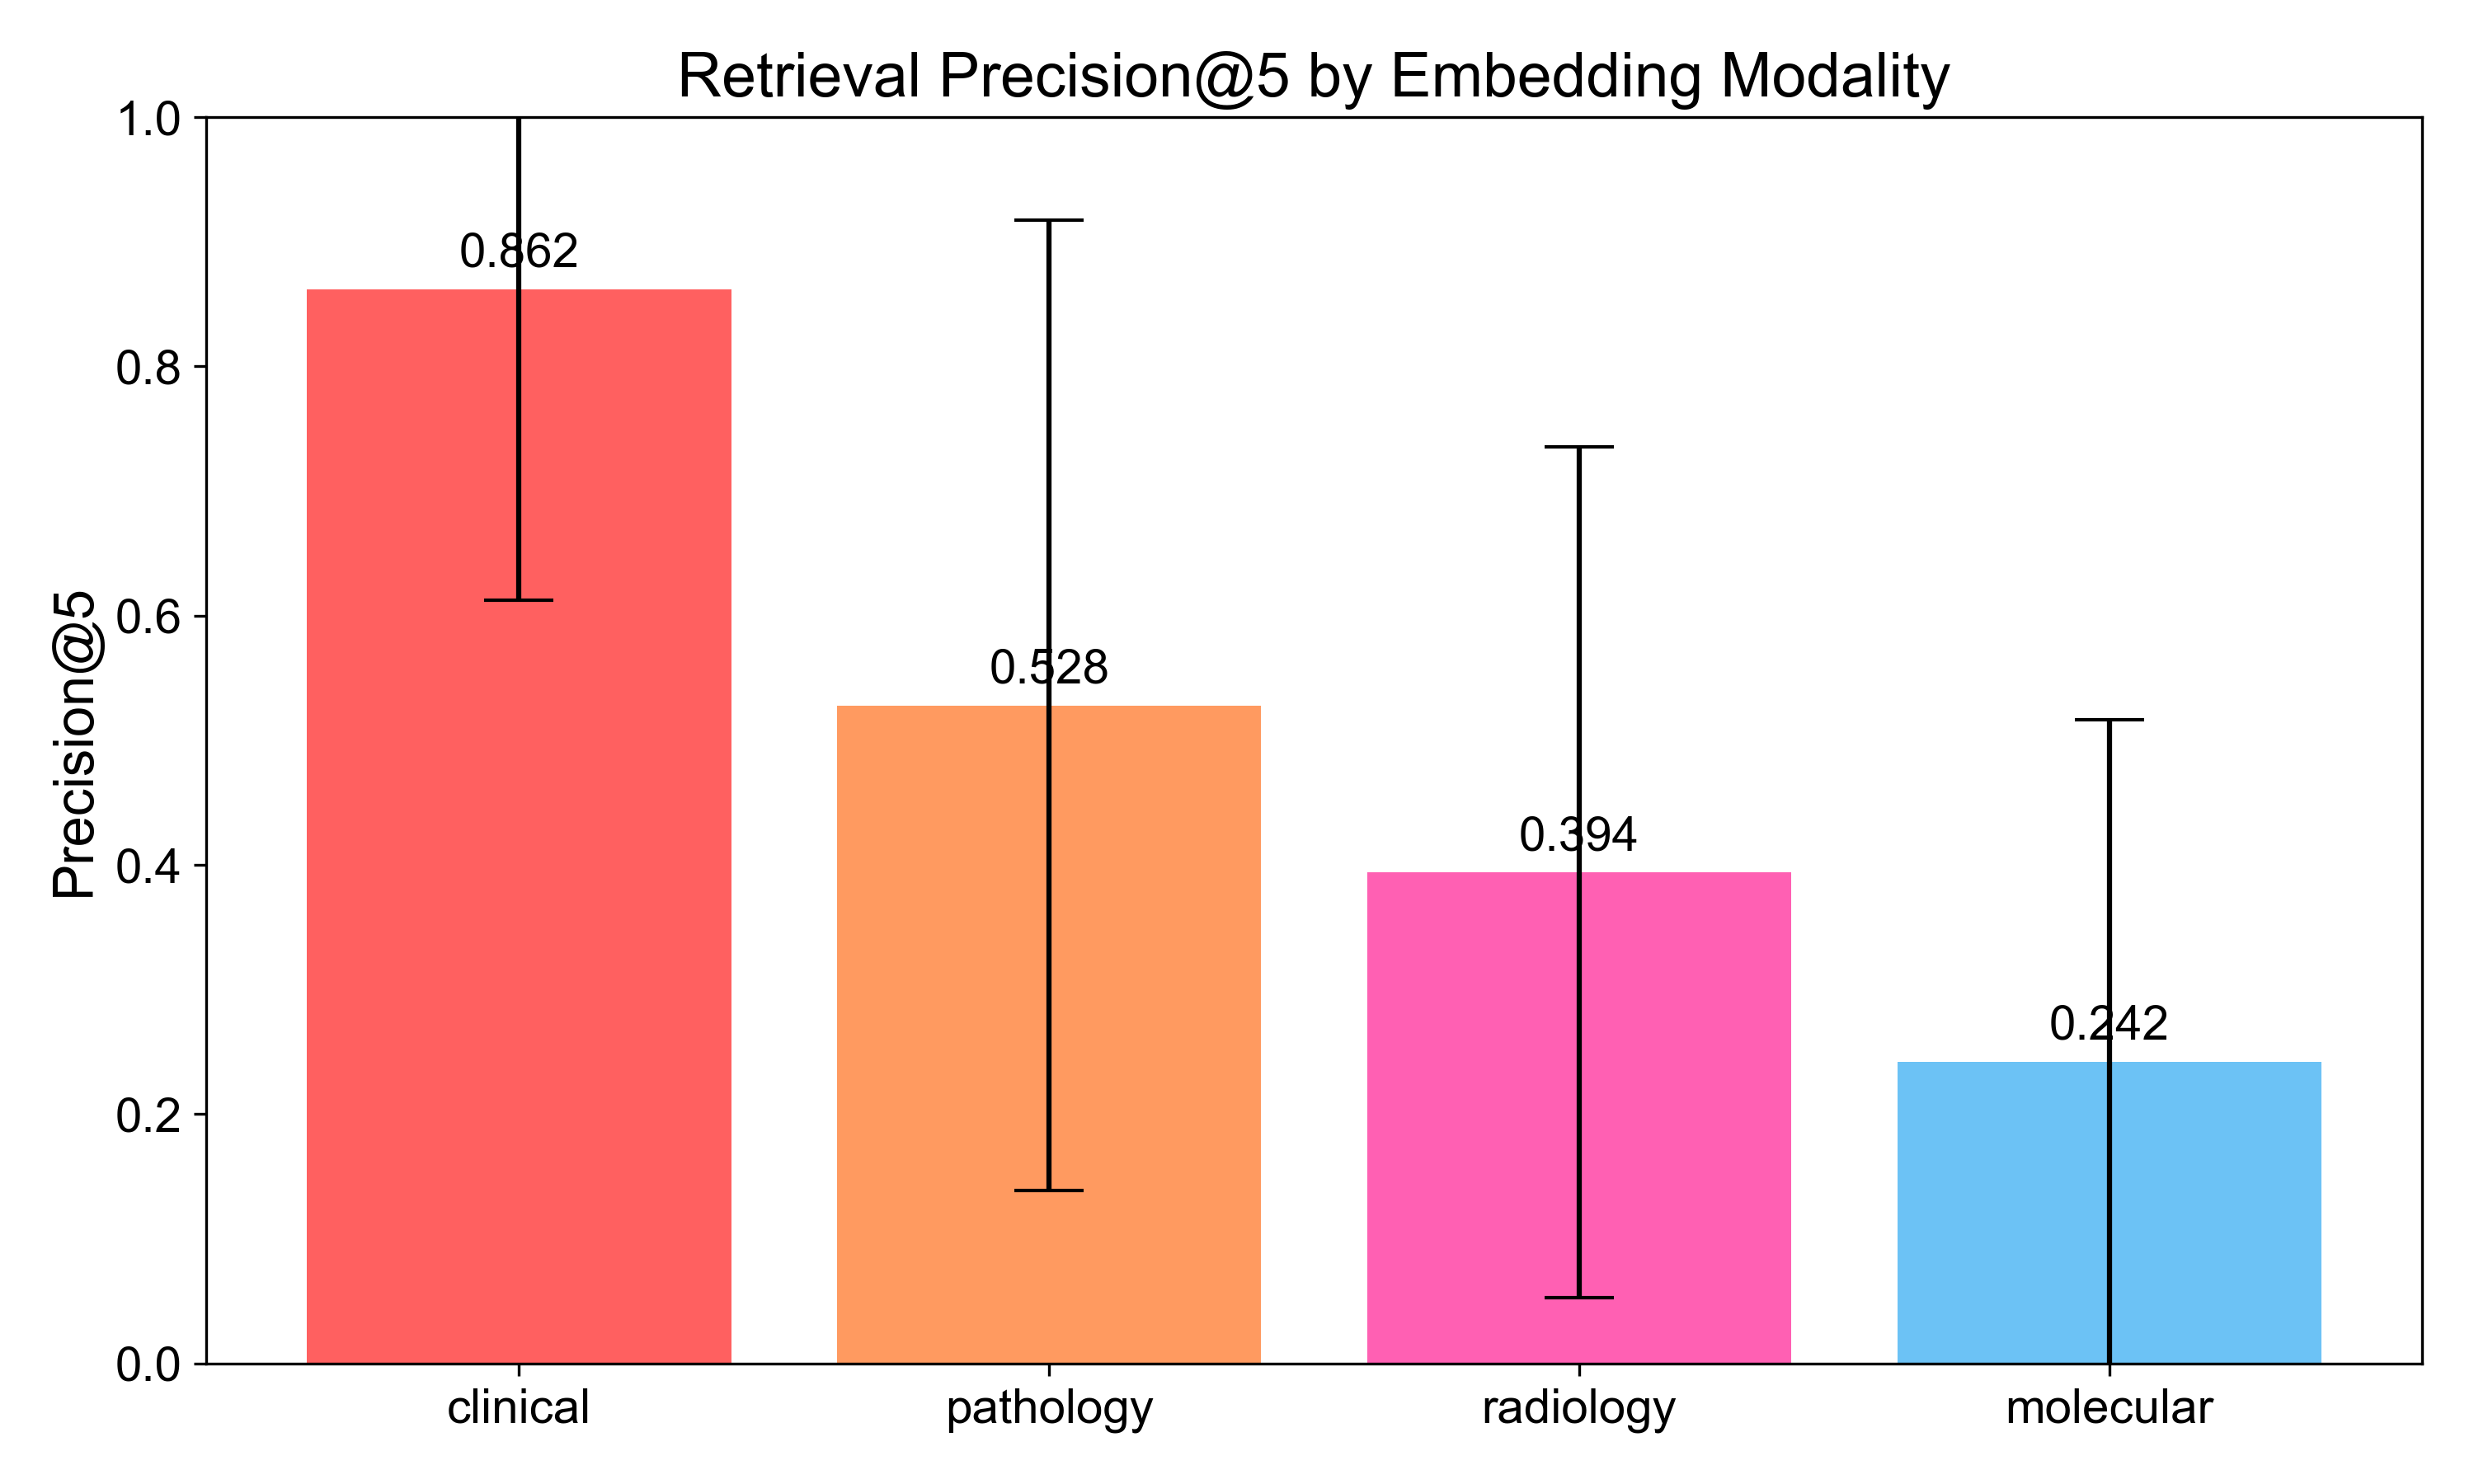 Retrieval Precision@5 by Embedding Modality
Precision@5
1.0
0.8
0.6
0.4
0.2
0.0
0.862
0.528
0.394
0.242
clinical
pathology
radiology
molecular